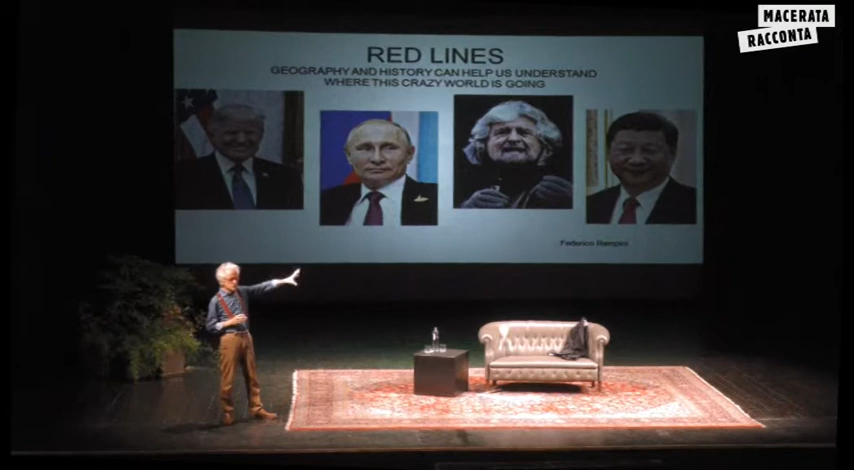 MACERATA
RACCONTA
RED LINES
GEOGRAPHY AND HISTORY CAN HELP US UNDERSTAND
WHERE THIS CRAZY WORLD IS GOING
Federico Rampini